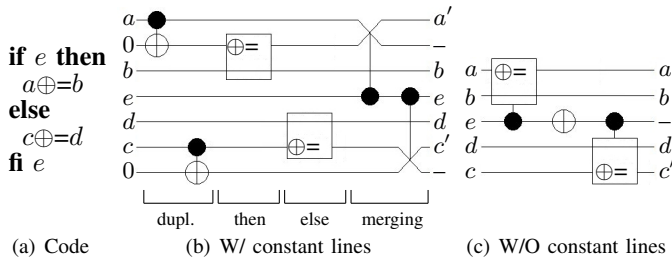 if e then
a⊕=b
else
c⊕=d
fi e
(a) Code
a a′
0 ⊕= –
b b
e e
d d
c ⊕= c′
0 –
dupl. then else merging
(b) W/ constant lines
a ⊕= a
b b
e –
d d
c ⊕= c′
(c) W/O constant lines